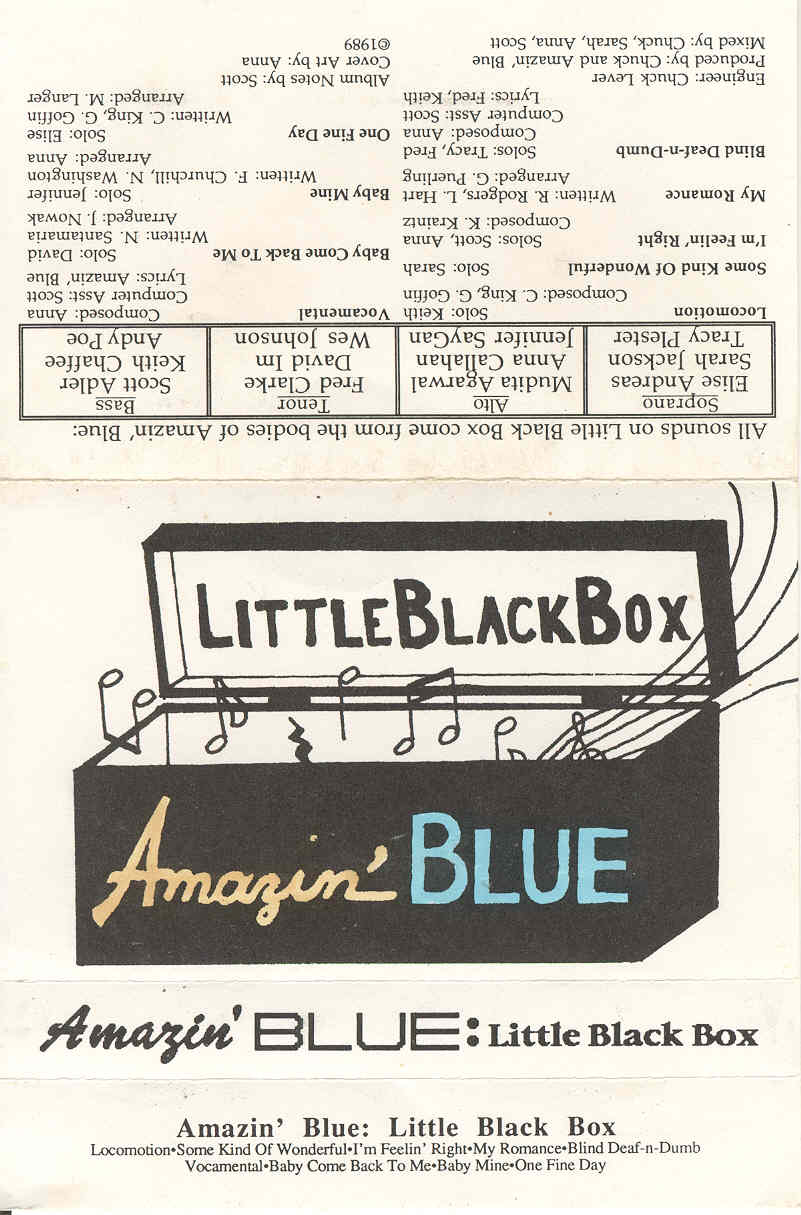 All sounds on Little Black Box come from the bodies of Amazin' Blue:
Soprano
Elise Andreas
Sarah Jackson
Tracy Plester
Alto
Mudita Agarwal
Anna Callahan
Jennifer SayGan
Tenor
Fred Clarke
David Im
Wes Johnson
Bass
Scott Adler
Keith Chaffee
Andy Poe
Locomotion Solo: Keith
Composed: C. King, G. Goffin
Some Kind Of Wonderful Solo: Sarah
I'm Feelin' Right Solos: Scott, Anna
Composed: K. Kraintz
My Romance Written: R. Rodgers, L. Hart
Arranged: G. Puerling
Blind Deaf-n-Dumb Solos: Tracy, Fred
Composed: Anna
Computer Asst: Scott
Lyrics: Fred, Keith
Engineer: Chuck Lever
Produced by: Chuck and Amazin' Blue
Mixed by: Chuck, Sarah, Anna, Scott
Vocamental Composed: Anna
Computer Asst: Scott
Lyrics: Amazin' Blue
Baby Come Back To Me Solo: David
Written: N. Santamaria
Arranged: J. Nowak
Baby Mine Solo: Jennifer
Written: F. Churchill, N. Washington
Arranged: Anna
One Fine Day Solo: Elise
Written: C. King, G. Goffin
Arranged: M. Langer
Album Notes by: Scott
Cover Art by: Anna
©1989
LITTLEBLACKBOX
Amazin' BLUE
Amazin' BLUE: Little Black Box
Amazin' Blue: Little Black Box
Locomotion•Some Kind Of Wonderful•I'm Feelin' Right•My Romance•Blind Deaf-n-Dumb
Vocamental•Baby Come Back To Me•Baby Mine•One Fine Day